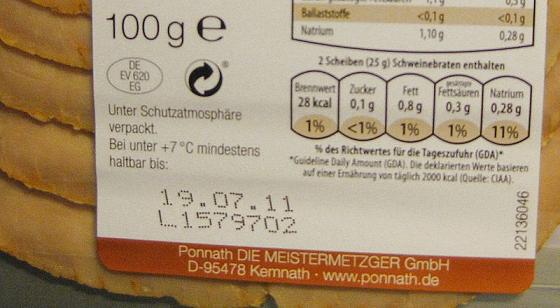 100 g e
Ballaststoffe <0,1 g <0,1 g
Natrium 1,10 g 0,28 g
2 Scheiben (25 g) Schweinebraten enthalten
DE
EV 620
EG
®
Brennwert Zucker Fett gesättigte Fettsäuren Natrium
28 kcal 0,1 g 0,8 g 0,3 g 0,28 g
1% <1% 1% 1% 11%
% des Richtwertes für die Tageszufuhr (GDA)*
*Guideline Daily Amount (GDA). Die deklarierten Werte basieren
auf einer Ernährung von täglich 2000 kcal (Quelle: CIAA).
Unter Schutzatmosphäre
verpackt.
Bei unter +7 °C mindestens
haltbar bis:
19.07.11
L1579702
22136046
Ponnath DIE MEISTERMETZGER GmbH
D-95478 Kemnath · www.ponnath.de